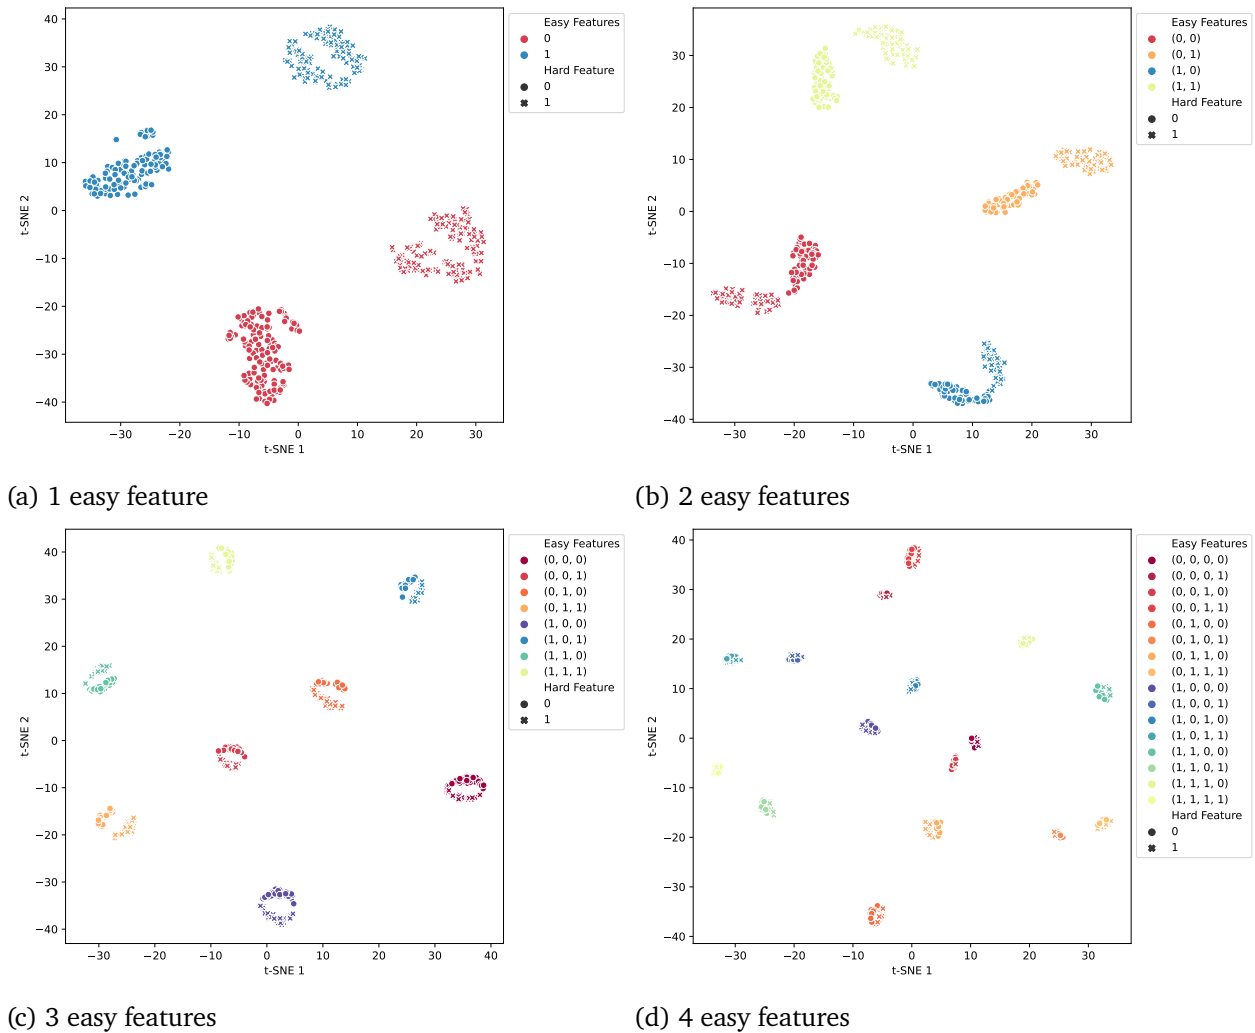 40
30
20
10
0
−10
−20
−30
−40
t-SNE 2
−30
−20
−10
0
10
20
30
t-SNE 1
Easy Features
0
1
Hard Feature
0
1
(a) 1 easy feature
30
20
10
0
−10
−20
−30
−40
t-SNE 2
−30
−20
−10
0
10
20
30
t-SNE 1
Easy Features
(0, 0)
(0, 1)
(1, 0)
(1, 1)
Hard Feature
0
1
(b) 2 easy features
40
30
20
10
0
−10
−20
−30
−40
t-SNE 2
−30
−20
−10
0
10
20
30
40
t-SNE 1
Easy Features
(0, 0, 0)
(0, 0, 1)
(0, 1, 0)
(0, 1, 1)
(1, 0, 0)
(1, 0, 1)
(1, 1, 0)
(1, 1, 1)
Hard Feature
0
1
(c) 3 easy features
40
30
20
10
0
−10
−20
−30
−40
t-SNE 2
−30
−20
−10
0
10
20
30
t-SNE 1
Easy Features
(0, 0, 0, 0)
(0, 0, 0, 1)
(0, 0, 1, 0)
(0, 0, 1, 1)
(0, 1, 0, 0)
(0, 1, 0, 1)
(0, 1, 1, 0)
(0, 1, 1, 1)
(1, 0, 0, 0)
(1, 0, 0, 1)
(1, 0, 1, 0)
(1, 0, 1, 1)
(1, 1, 0, 0)
(1, 1, 0, 1)
(1, 1, 1, 0)
(1, 1, 1, 1)
Hard Feature
0
1
(d) 4 easy features